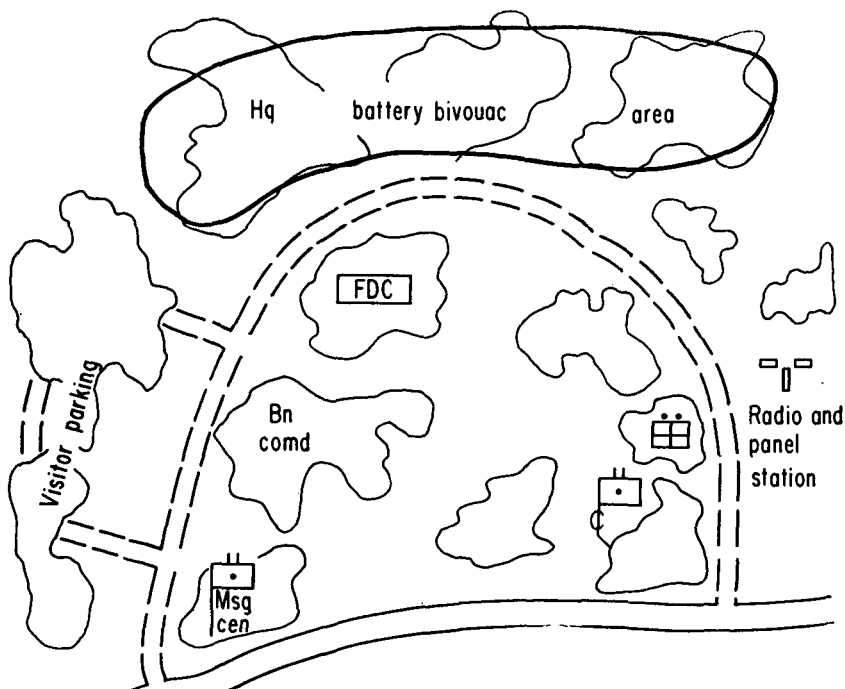 Hq battery bivouac area
FDC
Visitor parking
Bn
comd
Radio and
panel
station
C
Msg
cen